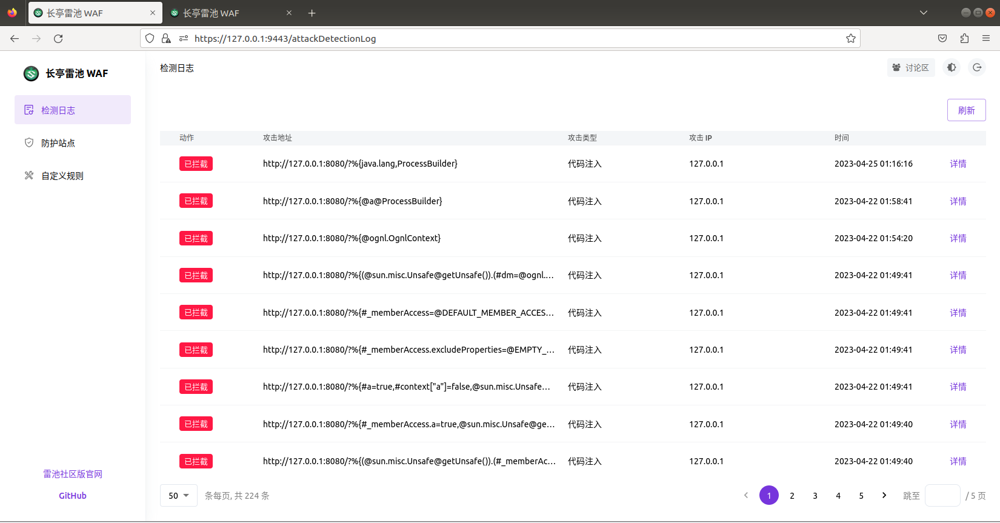 长亭雷池 WAF
长亭雷池 WAF
https://127.0.0.1:9443/attackDetectionLog
长亭雷池 WAF
检测日志
防护站点
自定义规则
雷池社区版官网
GitHub
检测日志
讨论区
刷新
动作 攻击地址 攻击类型 攻击 IP 时间
已拦截 http://127.0.0.1:8080/?%{java.lang,ProcessBuilder} 代码注入 127.0.0.1 2023-04-25 01:16:16 详情
已拦截 http://127.0.0.1:8080/?%{@a@ProcessBuilder} 代码注入 127.0.0.1 2023-04-22 01:58:41 详情
已拦截 http://127.0.0.1:8080/?%{@ognl.OgnlContext} 代码注入 127.0.0.1 2023-04-22 01:54:20 详情
已拦截 http://127.0.0.1:8080/?%{(@sun.misc.Unsafe@getUnsafe()).(#dm=@ognl.… 代码注入 127.0.0.1 2023-04-22 01:49:41 详情
已拦截 http://127.0.0.1:8080/?%{#_memberAccess=@DEFAULT_MEMBER_ACCES… 代码注入 127.0.0.1 2023-04-22 01:49:41 详情
已拦截 http://127.0.0.1:8080/?%{#_memberAccess.excludeProperties=@EMPTY_… 代码注入 127.0.0.1 2023-04-22 01:49:41 详情
已拦截 http://127.0.0.1:8080/?%{#a=true,#context["a"]=false,@sun.misc.Unsafe… 代码注入 127.0.0.1 2023-04-22 01:49:41 详情
已拦截 http://127.0.0.1:8080/?%{#_memberAccess.a=true,@sun.misc.Unsafe@ge… 代码注入 127.0.0.1 2023-04-22 01:49:40 详情
已拦截 http://127.0.0.1:8080/?%{(@sun.misc.Unsafe@getUnsafe()).(#_memberAc… 代码注入 127.0.0.1 2023-04-22 01:49:40 详情
50 条每页, 共 224 条 1 2 3 4 5 跳至 / 5 页